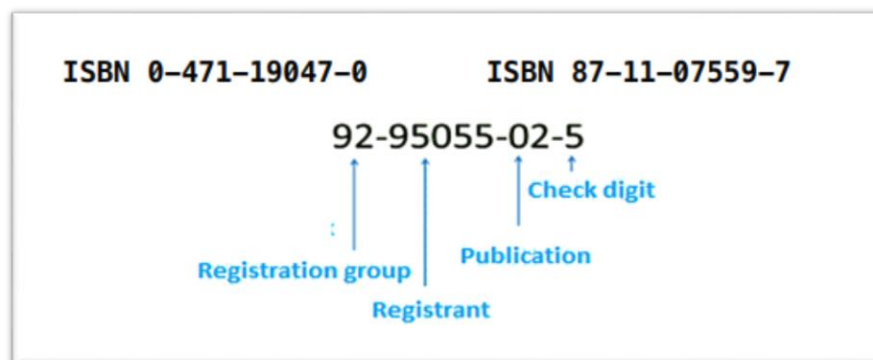 ISBN 0–471–19047–0 ISBN 87–11–07559–7
92-95055-02-5
Check digit
:
Publication
Registration group
Registrant